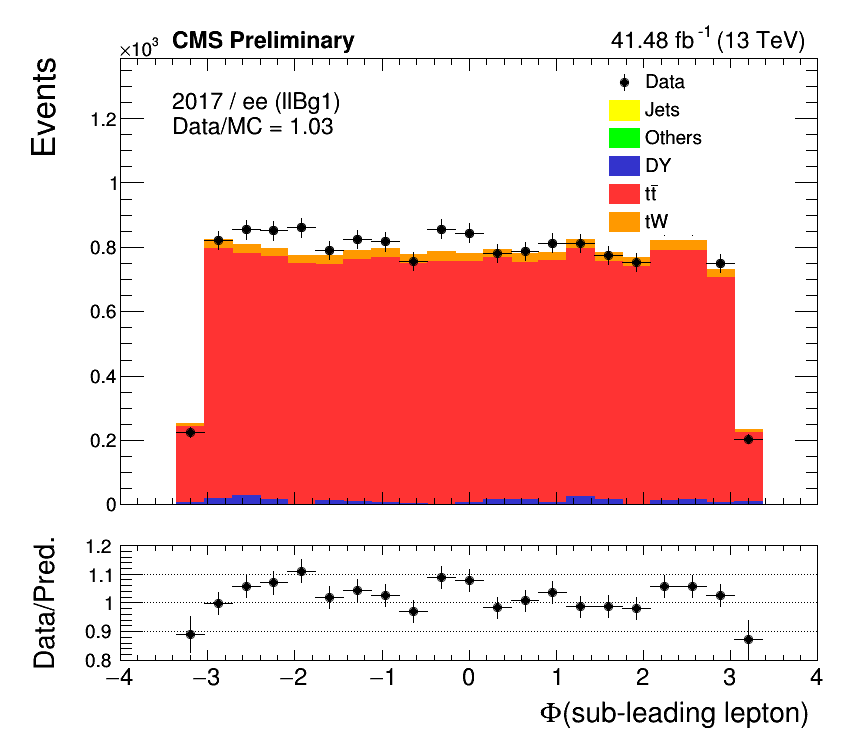 ×10³ CMS Preliminary 41.48 fb⁻¹ (13 TeV)
Events
2017 / ee (llBg1)
Data/MC = 1.03
Data
Jets
Others
DY
tt̄
tW
1.2
1
0.8
0.6
0.4
0.2
0
Data/Pred.
1.2
1.1
1
0.9
0.8
−4 −3 −2 −1 0 1 2 3 4
Φ(sub-leading lepton)